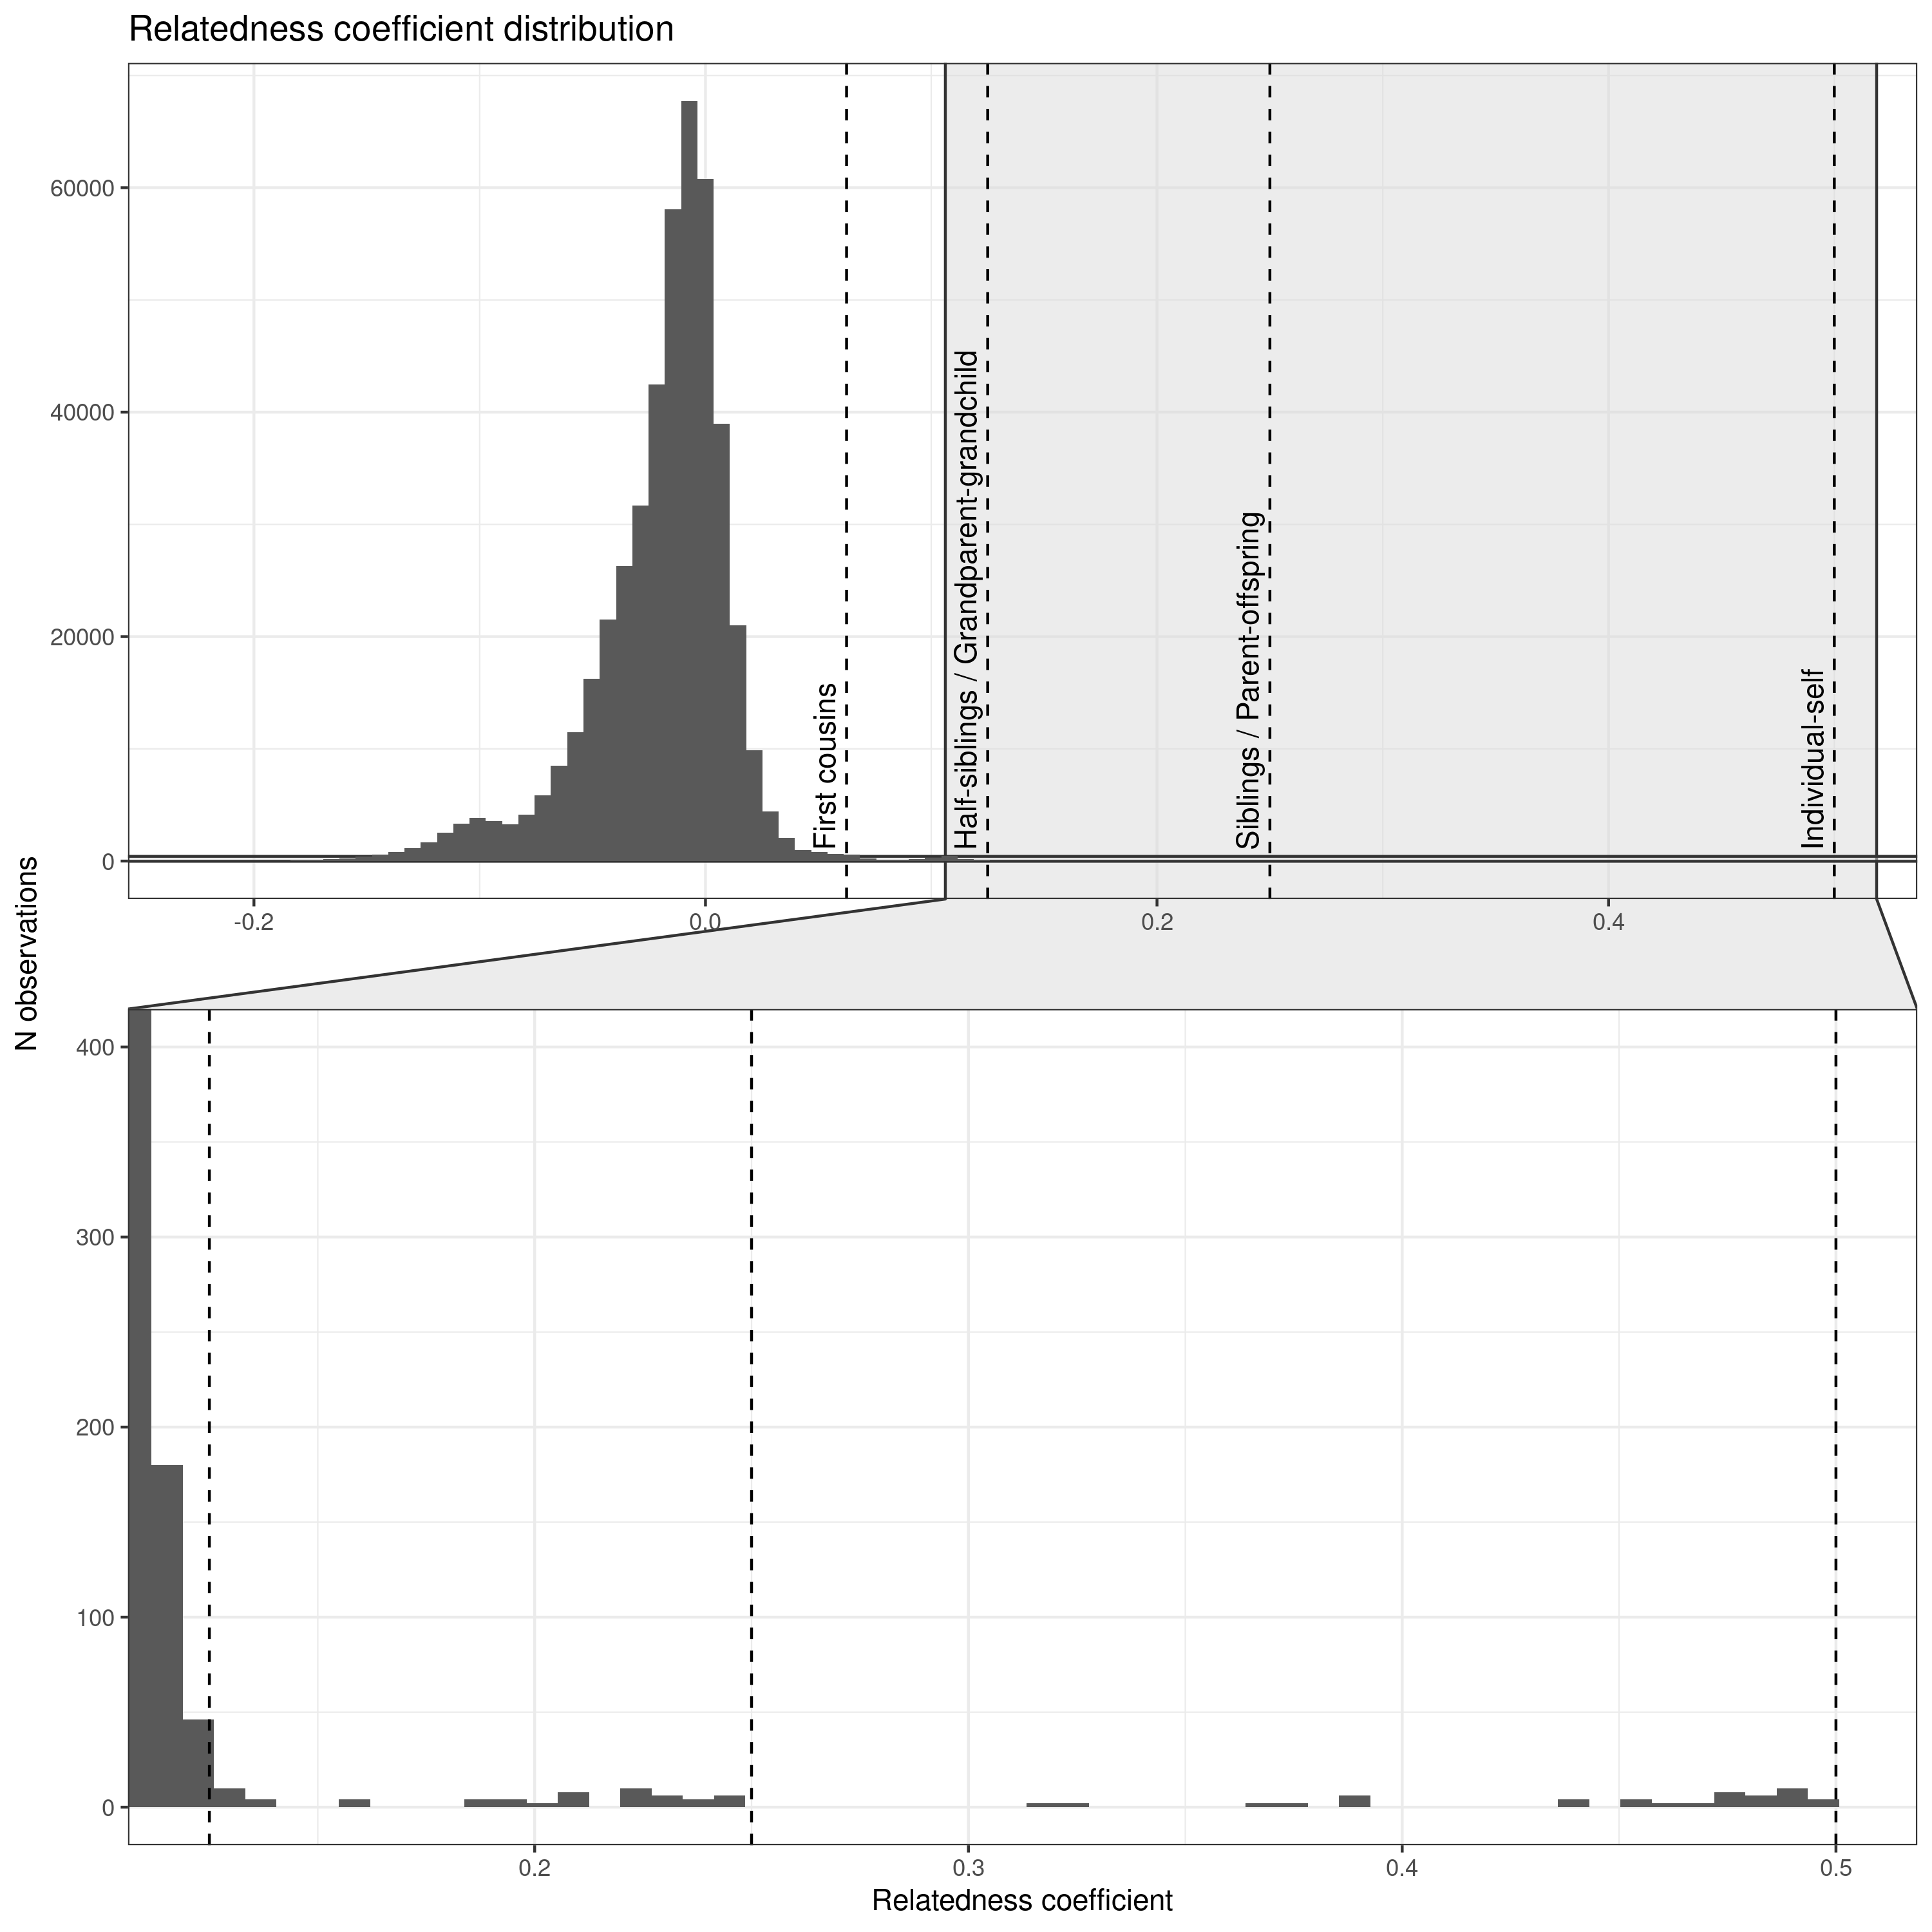 Relatedness coefficient distribution
N observations
60000
40000
20000
0
First cousins
Half-siblings / Grandparent-grandchild
Siblings / Parent-offspring
Individual-self
-0.2
0.0
0.2
0.4
400
300
200
100
0
0.2
0.3
0.4
0.5
Relatedness coefficient